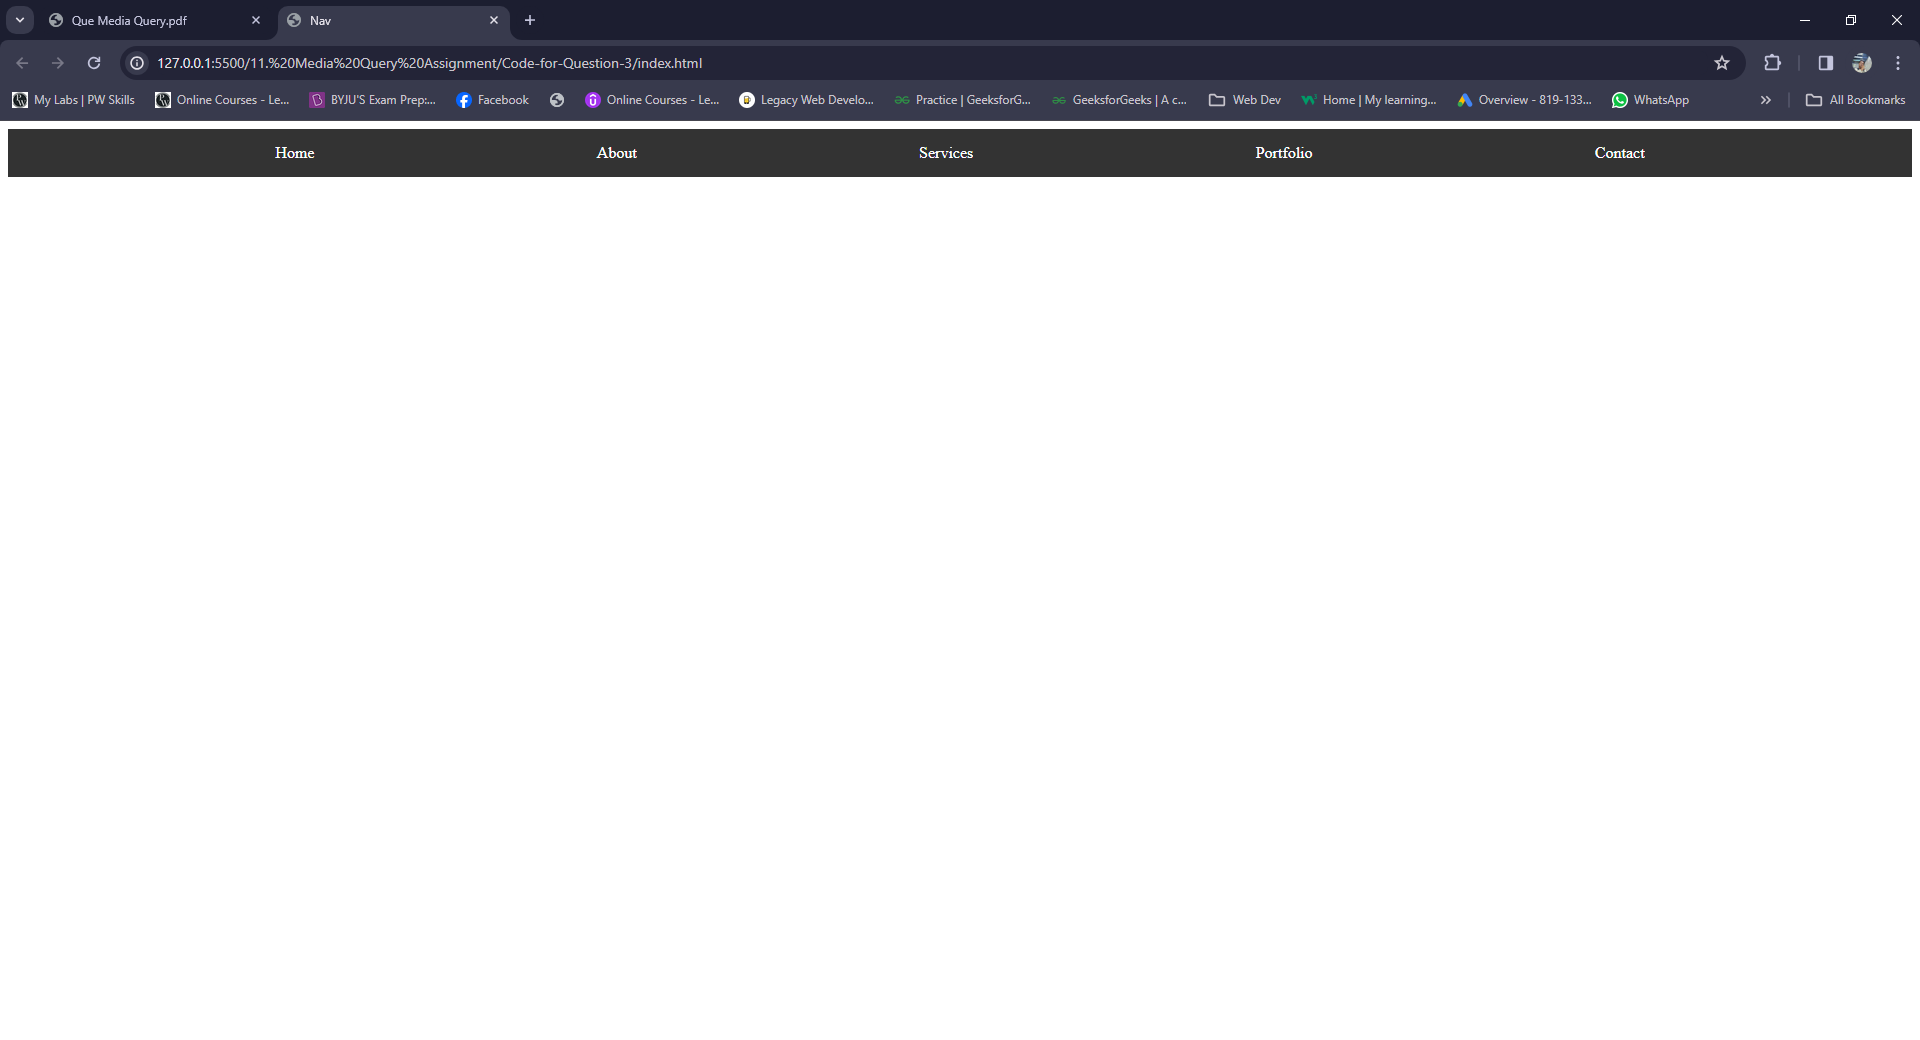 Que Media Query.pdf
Nav
127.0.0.1:5500/11.%20Media%20Query%20Assignment/Code-for-Question-3/index.html
My Labs | PW Skills
Online Courses - Le...
BYJU'S Exam Prep:...
Facebook
Online Courses - Le...
Legacy Web Develo...
Practice | GeeksforG...
GeeksforGeeks | A c...
Web Dev
Home | My learning...
Overview - 819-133...
WhatsApp
All Bookmarks
Home About Services Portfolio Contact